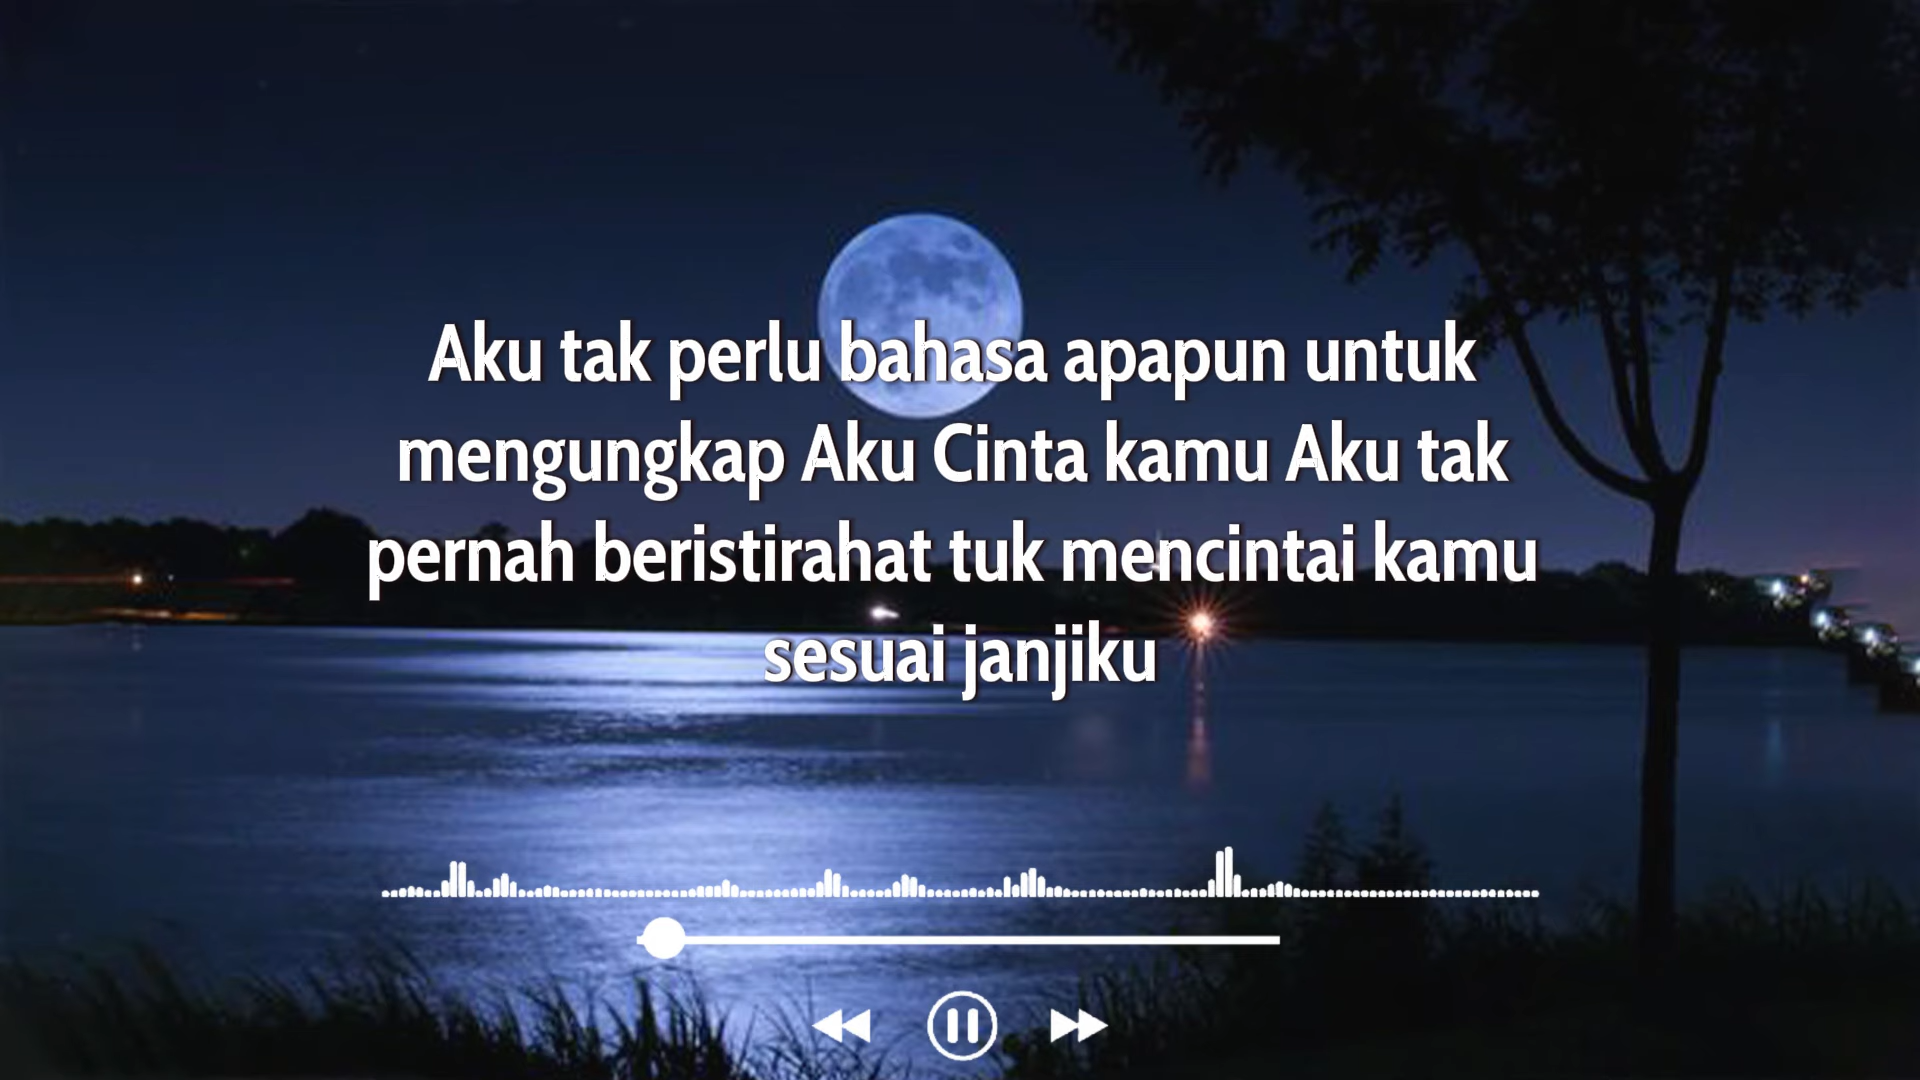 Aku tak perlu bahasa apapun untuk
mengungkap Aku Cinta kamu Aku tak
pernah beristirahat tuk mencintai kamu
sesuai janjiku